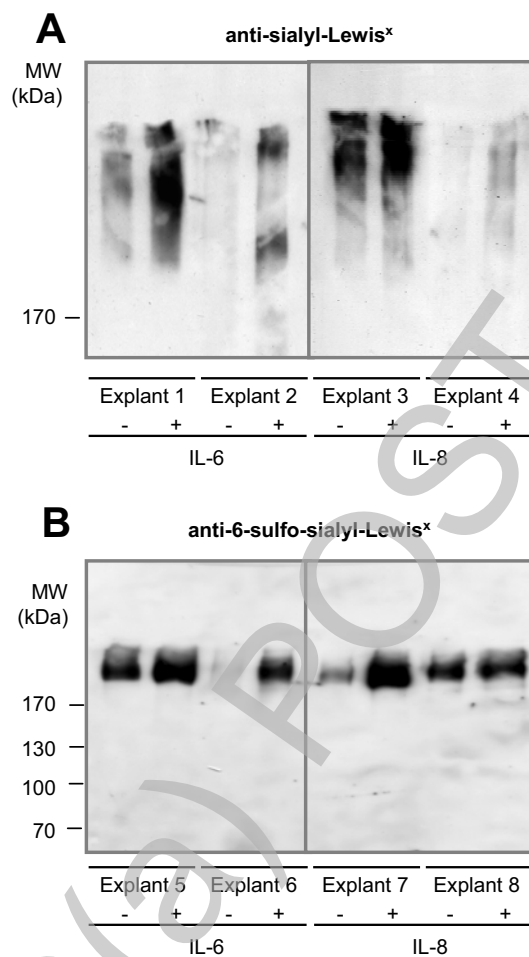 A
anti-sialyl-Lewisˣ
MW
(kDa)
170
Explant 1 Explant 2 Explant 3 Explant 4
- + - + - + - +
IL-6 IL-8
B
anti-6-sulfo-sialyl-Lewisˣ
MW
(kDa)
170
130
100
70
Explant 5 Explant 6 Explant 7 Explant 8
- + - + - + - +
IL-6 IL-8
(a) POST